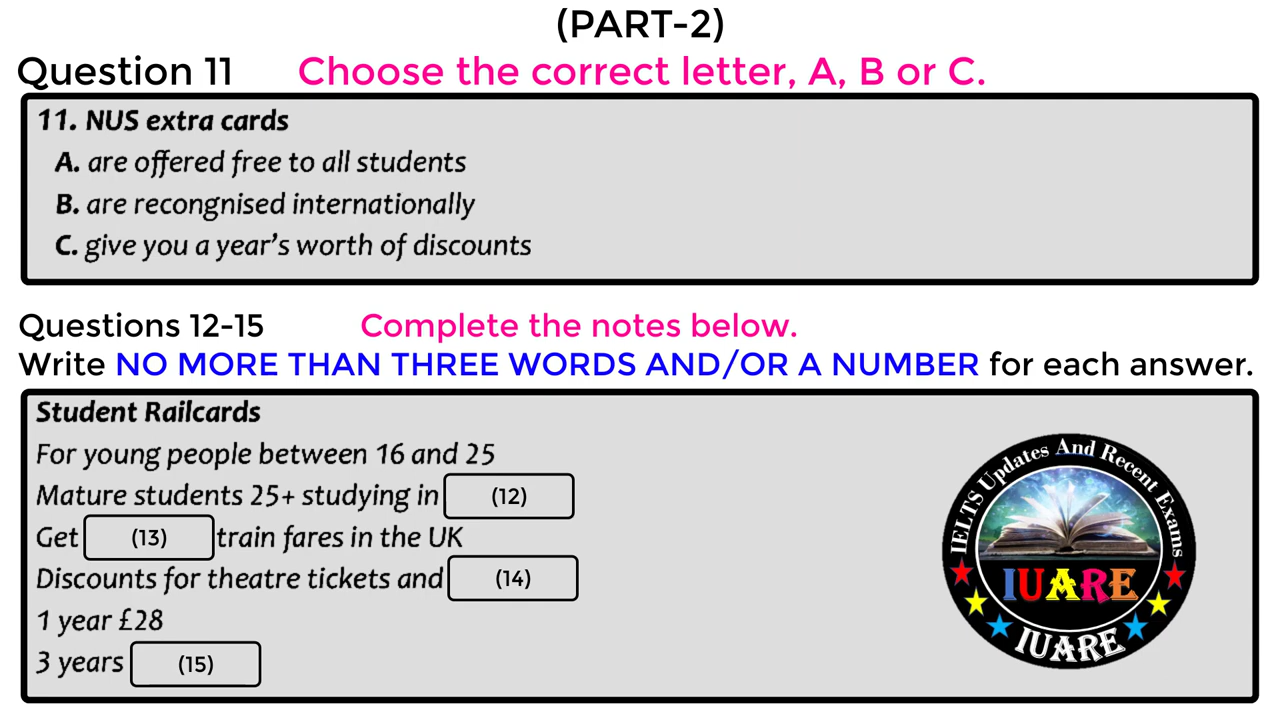 (PART-2)
Question 11 Choose the correct letter, A, B or C.
11. NUS extra cards
A. are offered free to all students
B. are recongnised internationally
C. give you a year's worth of discounts
Questions 12-15 Complete the notes below.
Write NO MORE THAN THREE WORDS AND/OR A NUMBER for each answer.
Student Railcards
For young people between 16 and 25
Mature students 25+ studying in (12)
Get (13) train fares in the UK
Discounts for theatre tickets and (14)
1 year £28
3 years (15)
IELTS Updates And Recent Exams
IUARE
IUARE